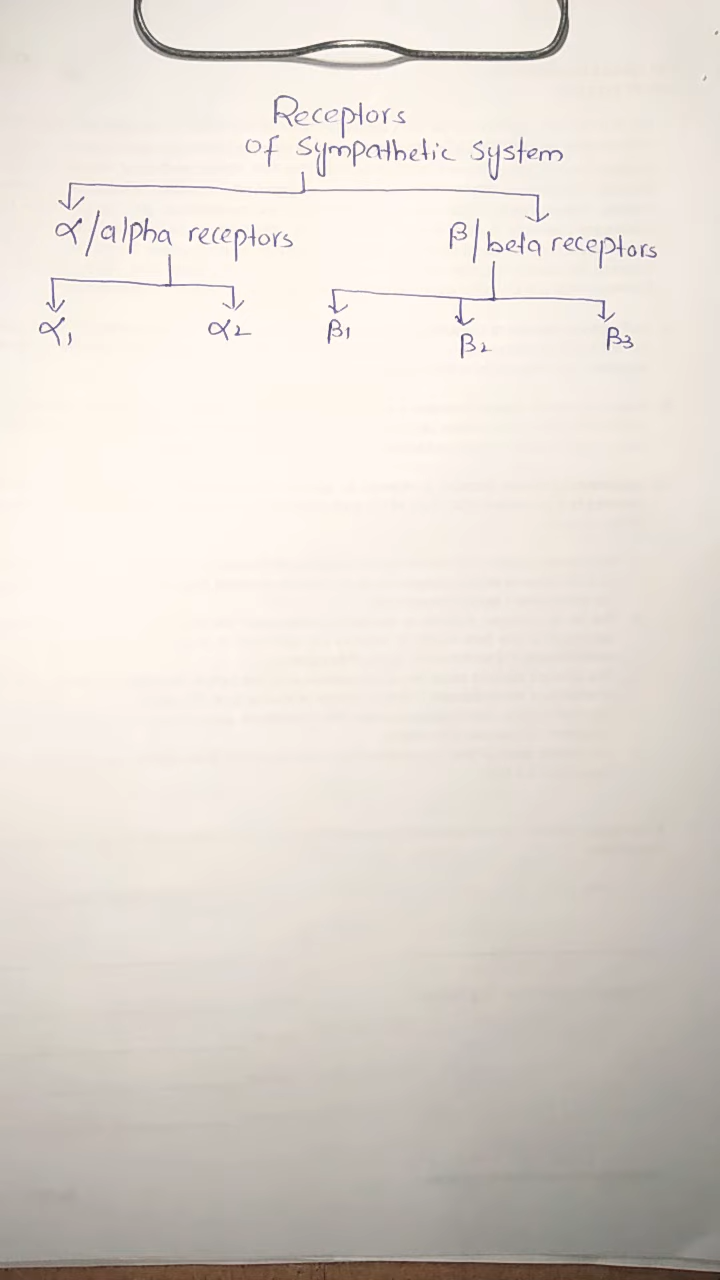 Receptors
of sympathetic system
α/alpha receptors β/beta receptors
α1 α2 β1 β2 β3